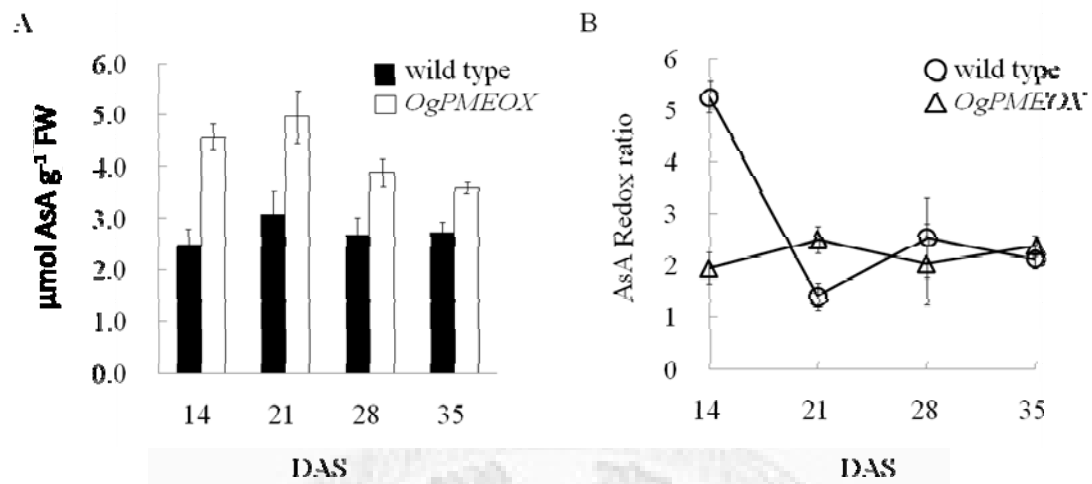 A
6.0
5.0
4.0
3.0
2.0
1.0
0.0
µmol AsA g⁻¹ FW
wild type
OgPMEOX
14 21 28 35
DAS
B
6
5
4
3
2
1
0
AsA Redox ratio
wild type
OgPMEOX
14 21 28 35
DAS